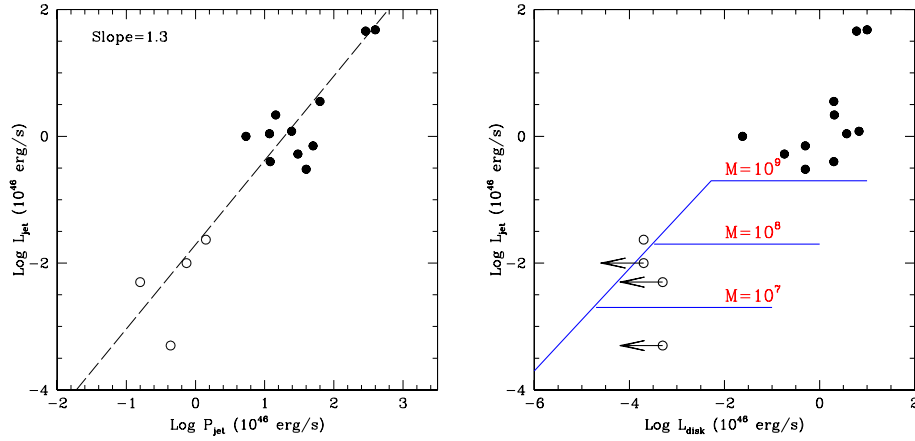 Slope=1.3
2
0
−2
−4
−2 −1 0 1 2 3
Log L_jet (10^46 erg/s)
Log P_jet (10^46 erg/s)
M=10^9
M=10^8
M=10^7
2
0
−2
−4
−6 −4 −2 0 2
Log L_jet (10^46 erg/s)
Log L_disk (10^46 erg/s)